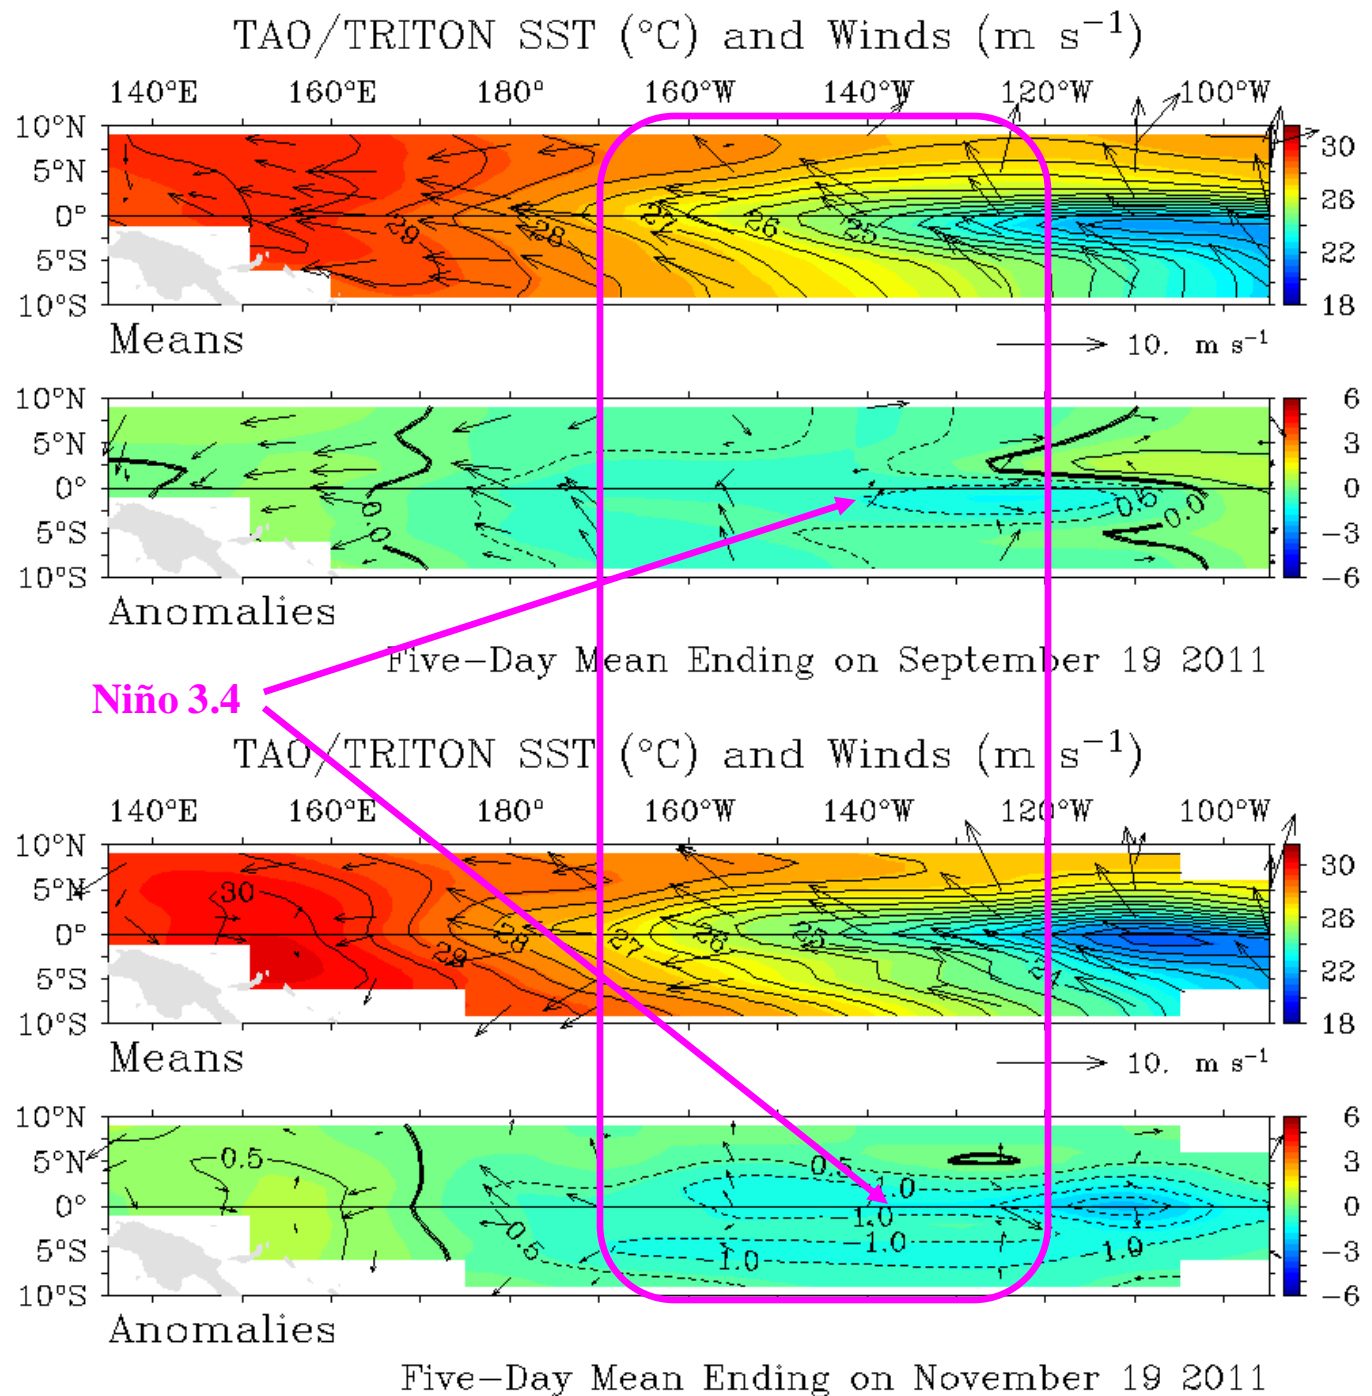 TAO/TRITON SST (°C) and Winds (m s⁻¹)
140°E 160°E 180° 160°W 140°W 120°W 100°W
10°N
5°N
0°
5°S
10°S
29 28 27 26 25
30
26
22
18
Means
10. m s⁻¹
10°N
5°N
0°
5°S
10°S
0.0 0.5 0.0
6
3
0
−3
−6
Anomalies
Five−Day Mean Ending on September 19 2011
Niño 3.4
TAO/TRITON SST (°C) and Winds (m s⁻¹)
140°E 160°E 180° 160°W 140°W 120°W 100°W
10°N
5°N
0°
5°S
10°S
30 29 28 27 26 25 24
30
26
22
18
Means
10. m s⁻¹
10°N
5°N
0°
5°S
10°S
0.5 0.5 0.5 1.0
−1.0
−1.0
1.0 1.0
6
3
0
−3
−6
Anomalies
Five−Day Mean Ending on November 19 2011